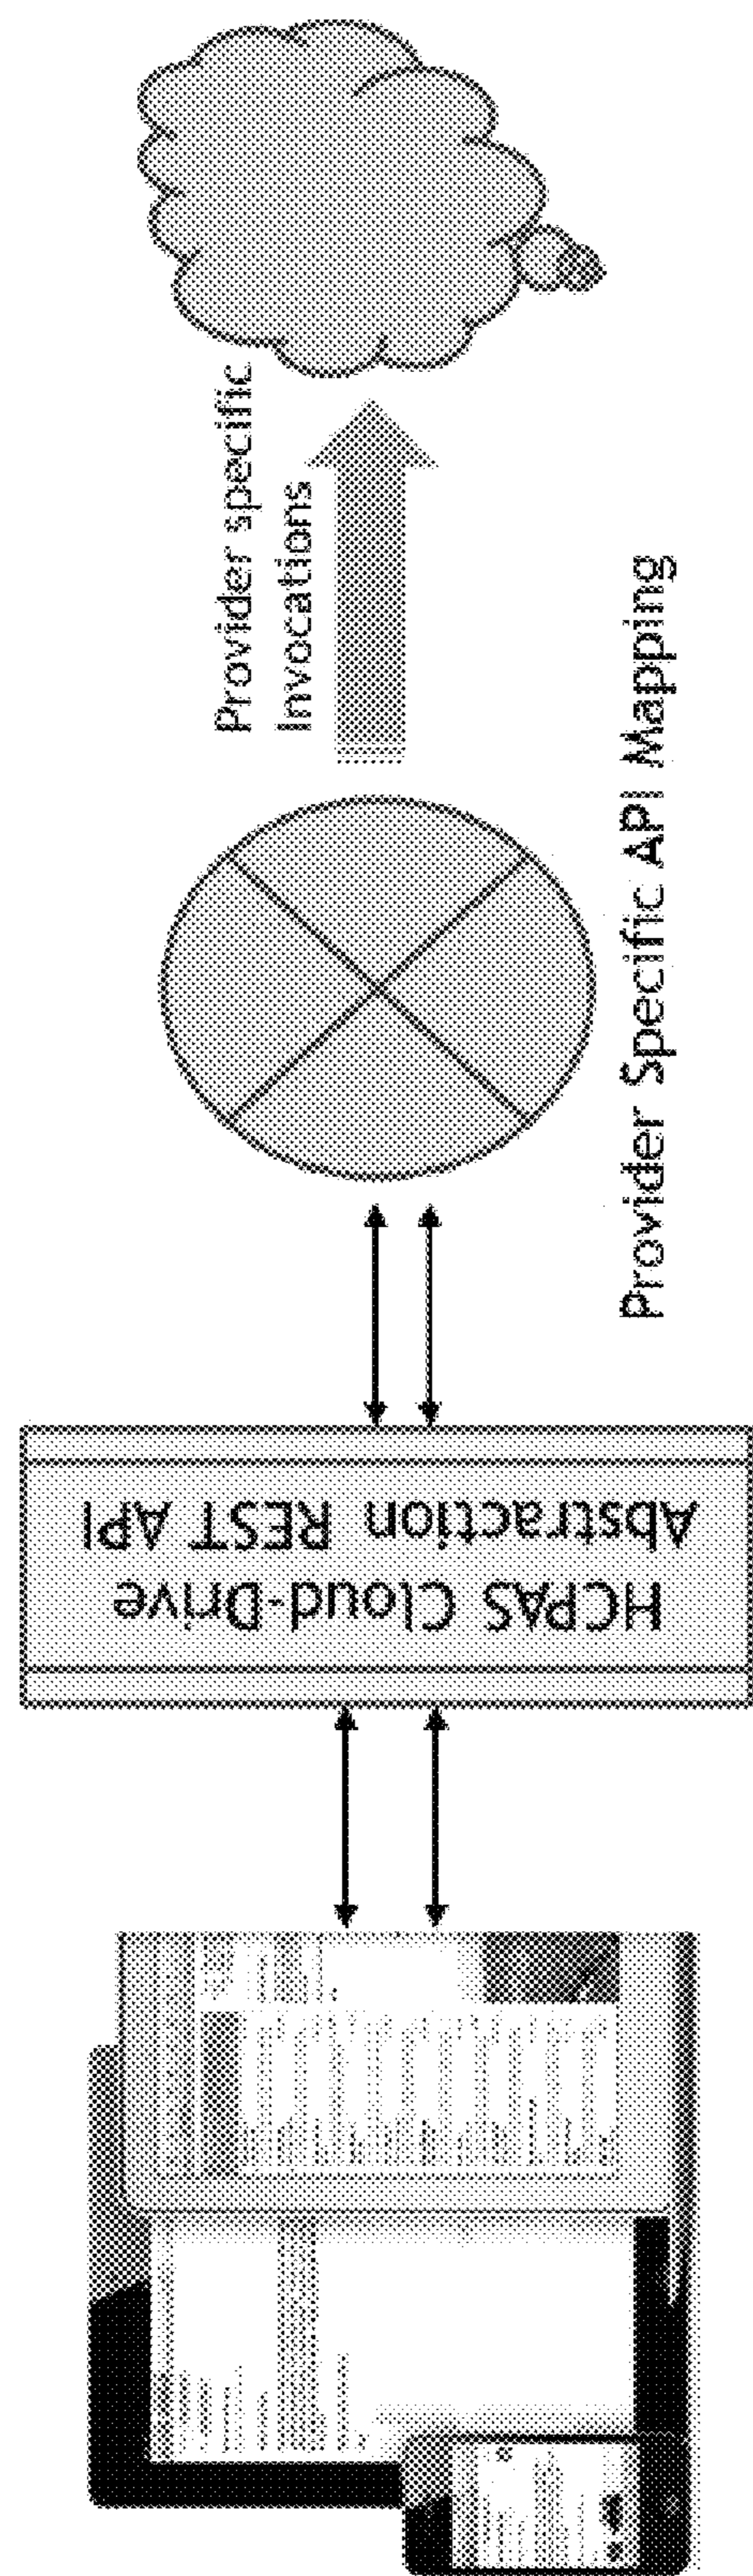 Provider specific
Invocations
Provider Specific API Mapping
HCPAS Cloud-Drive
Abstraction REST API